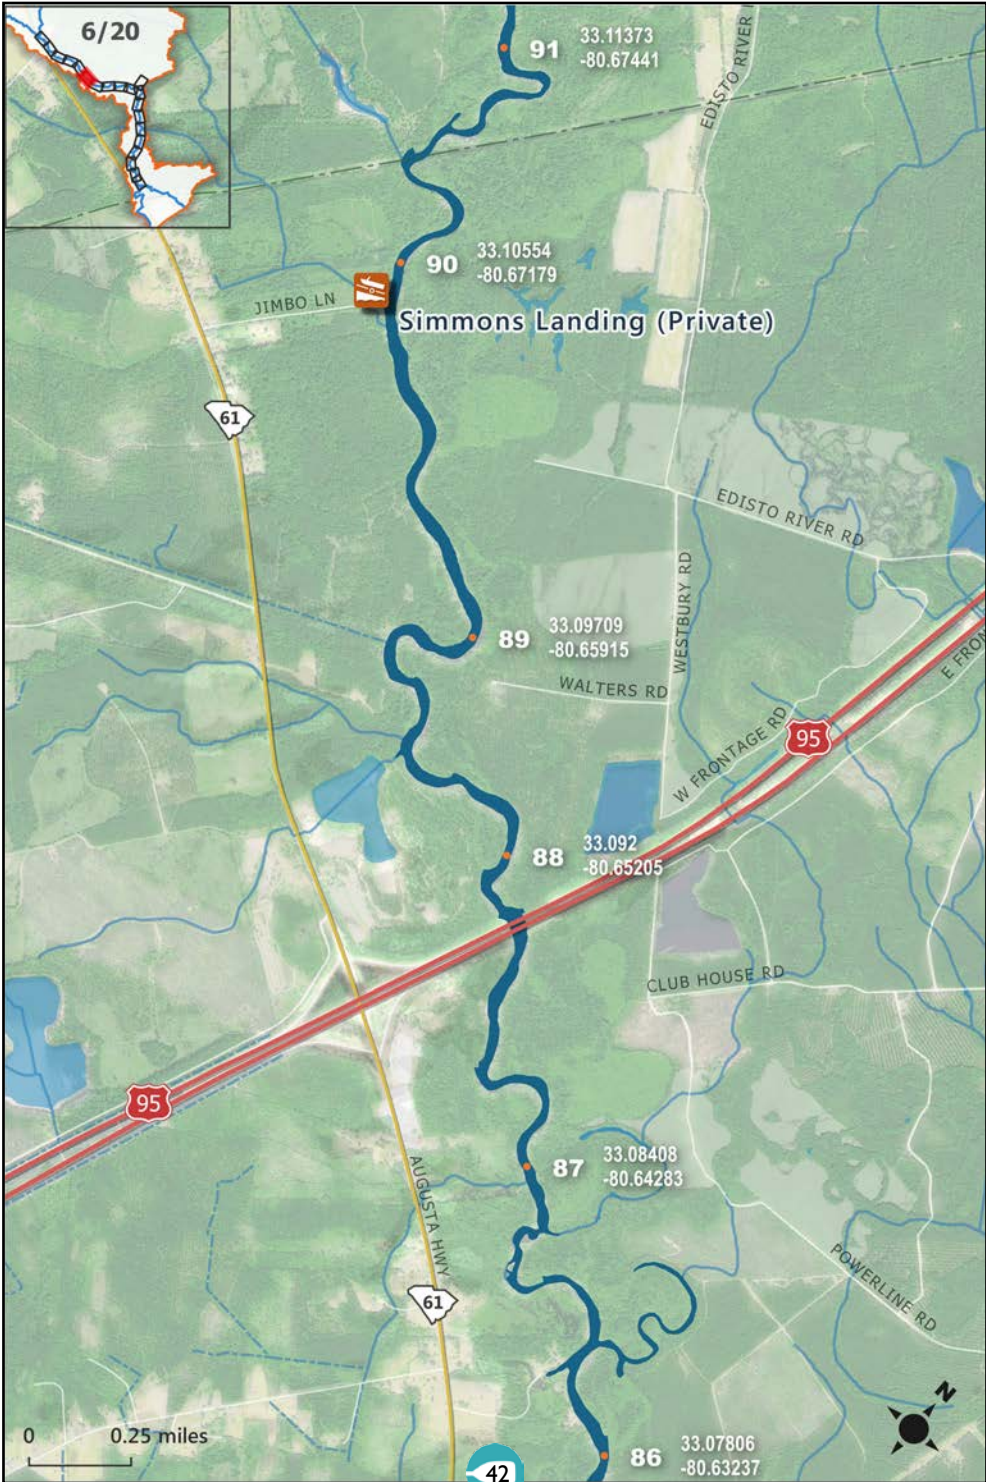 6/20
91
33.11373
-80.67441
EDISTO RIVER
90
33.10554
-80.67179
JIMBO LN
Simmons Landing (Private)
61
EDISTO RIVER RD
WESTBURY RD
89
33.09709
-80.65915
WALTERS RD
E FRON
95
W FRONTAGE RD
88
33.092
-80.65205
CLUB HOUSE RD
95
87
33.08408
-80.64283
AUGUSTA HWY
POWERLINE RD
61
N
0 0.25 miles
86
33.07806
-80.63237
42